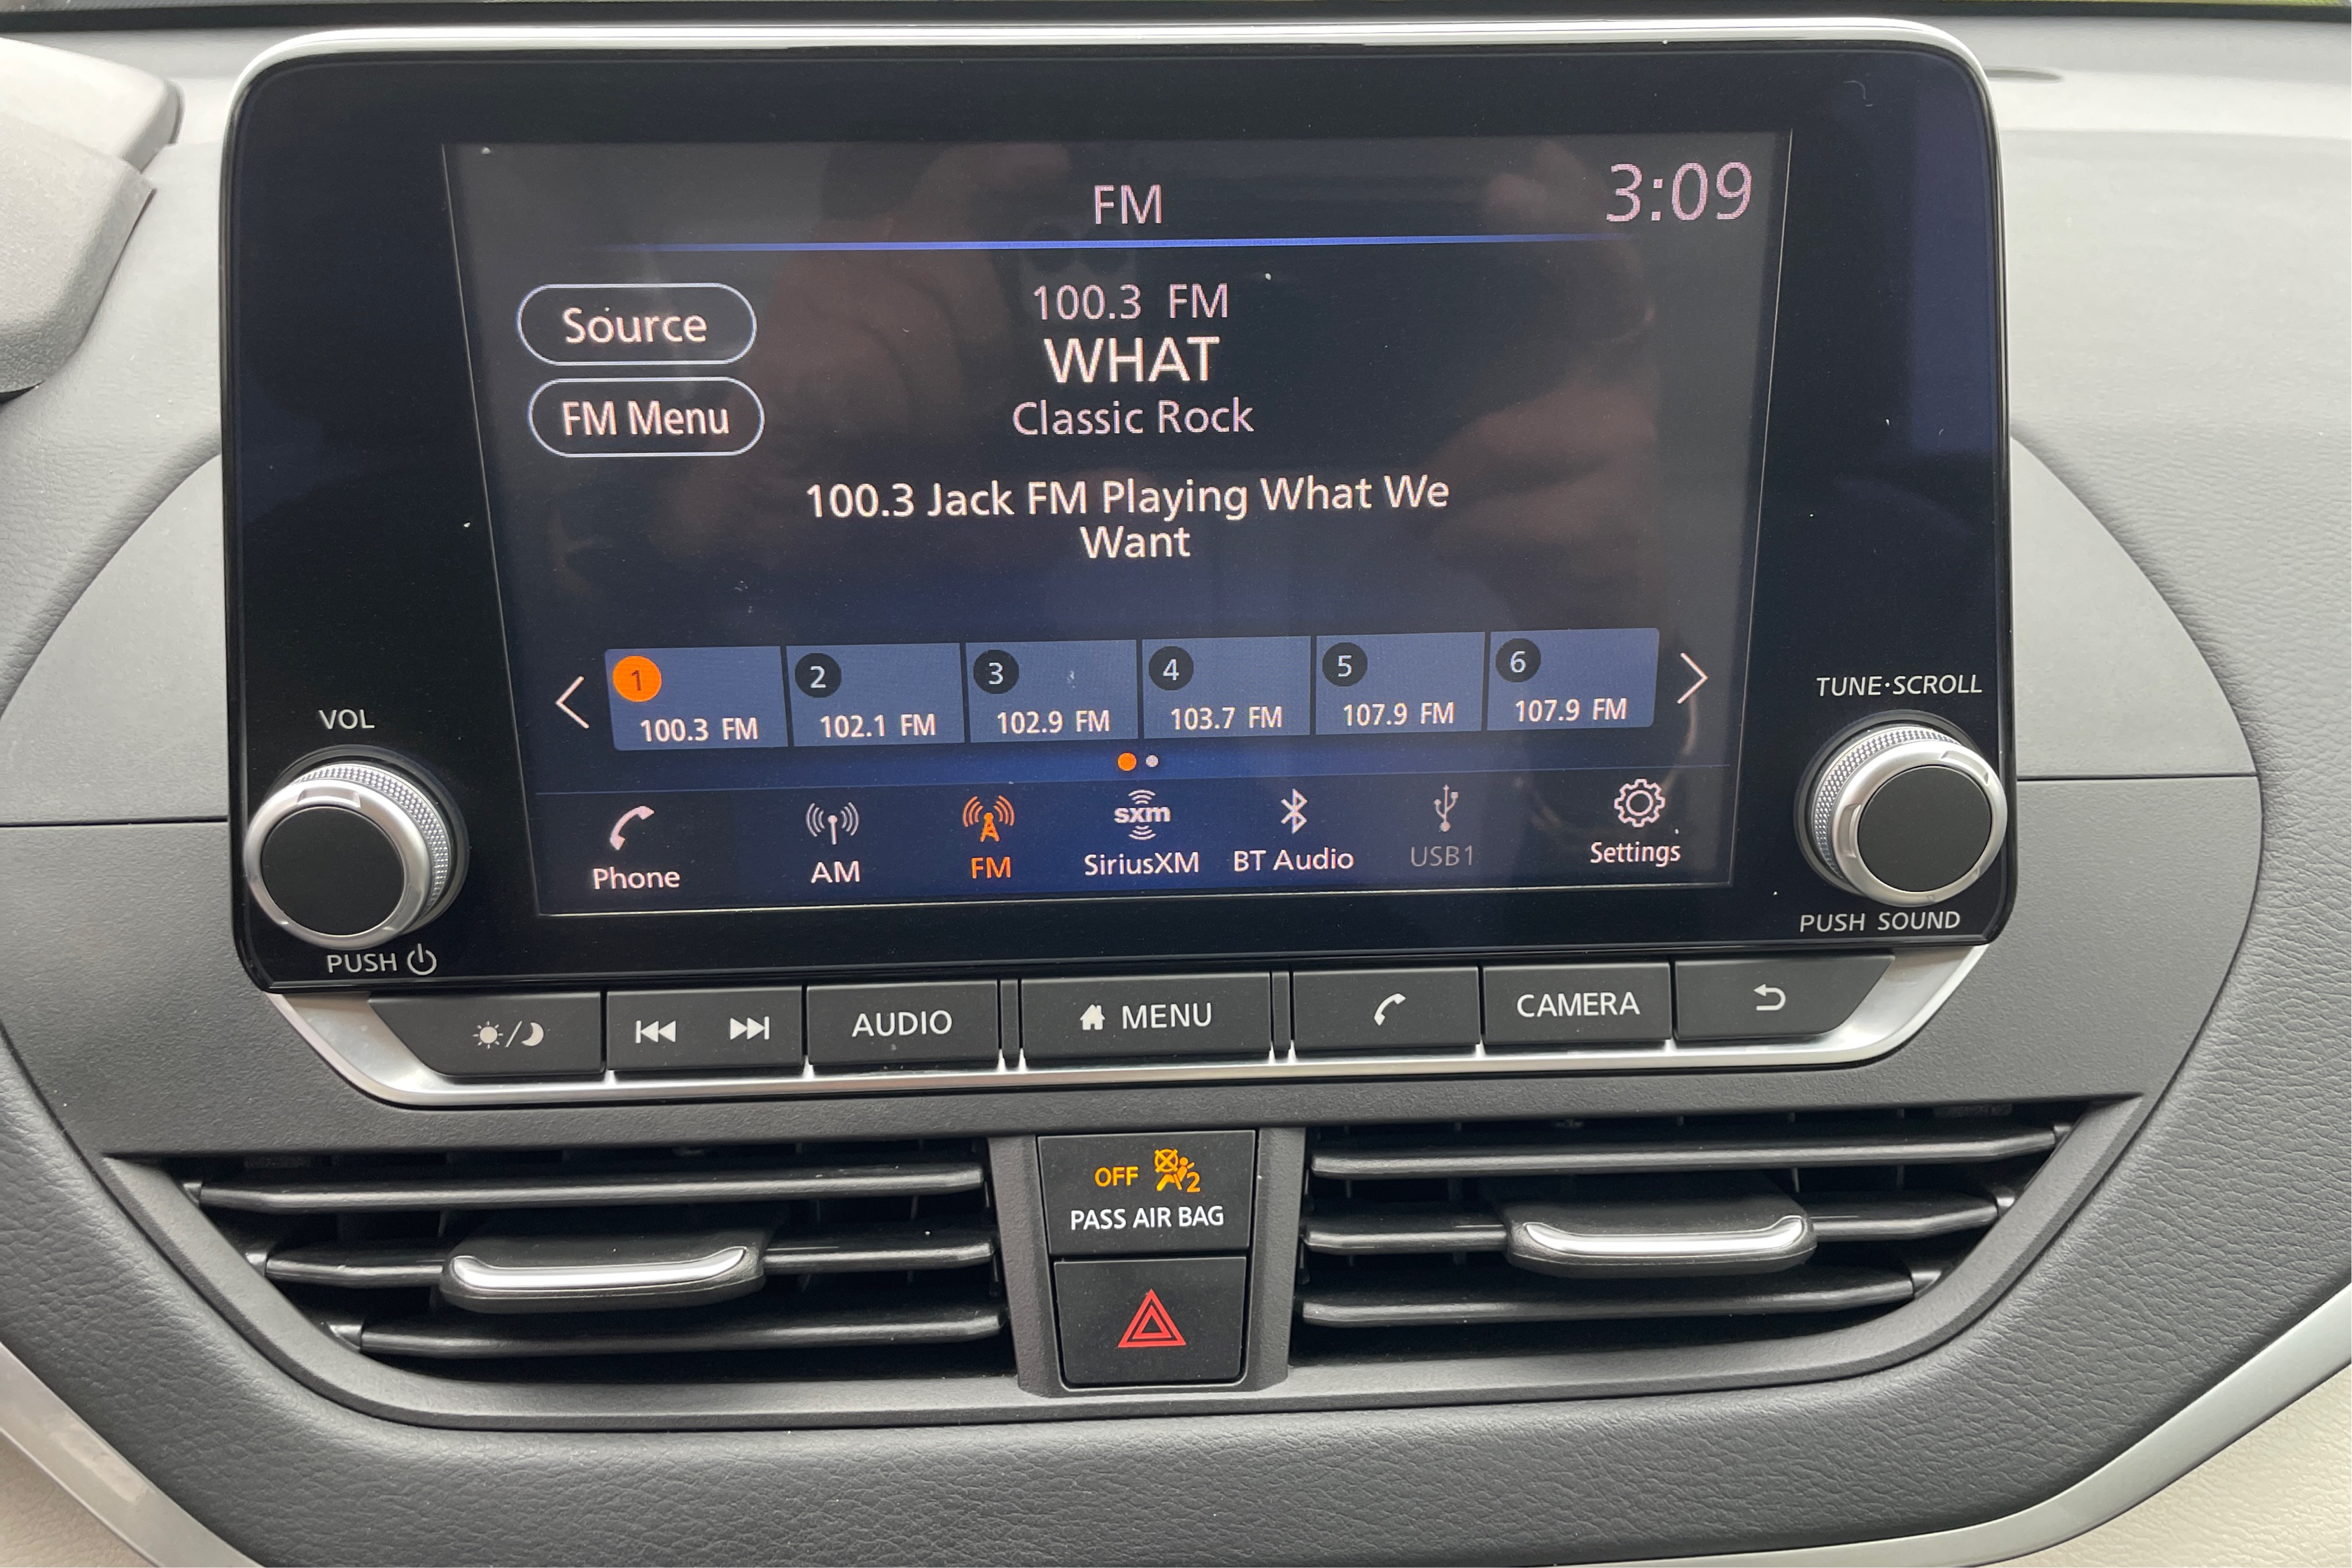 FM
3:09
Source
100.3 FM
WHAT
FM Menu
Classic Rock
100.3 Jack FM Playing What We
Want
1 2 3 4 5 6
100.3 FM 102.1 FM 102.9 FM 103.7 FM 107.9 FM 107.9 FM
VOL
TUNE·SCROLL
sxm
Phone AM FM SiriusXM BT Audio USB1 Settings
PUSH
PUSH SOUND
AUDIO MENU CAMERA
OFF 2
PASS AIR BAG